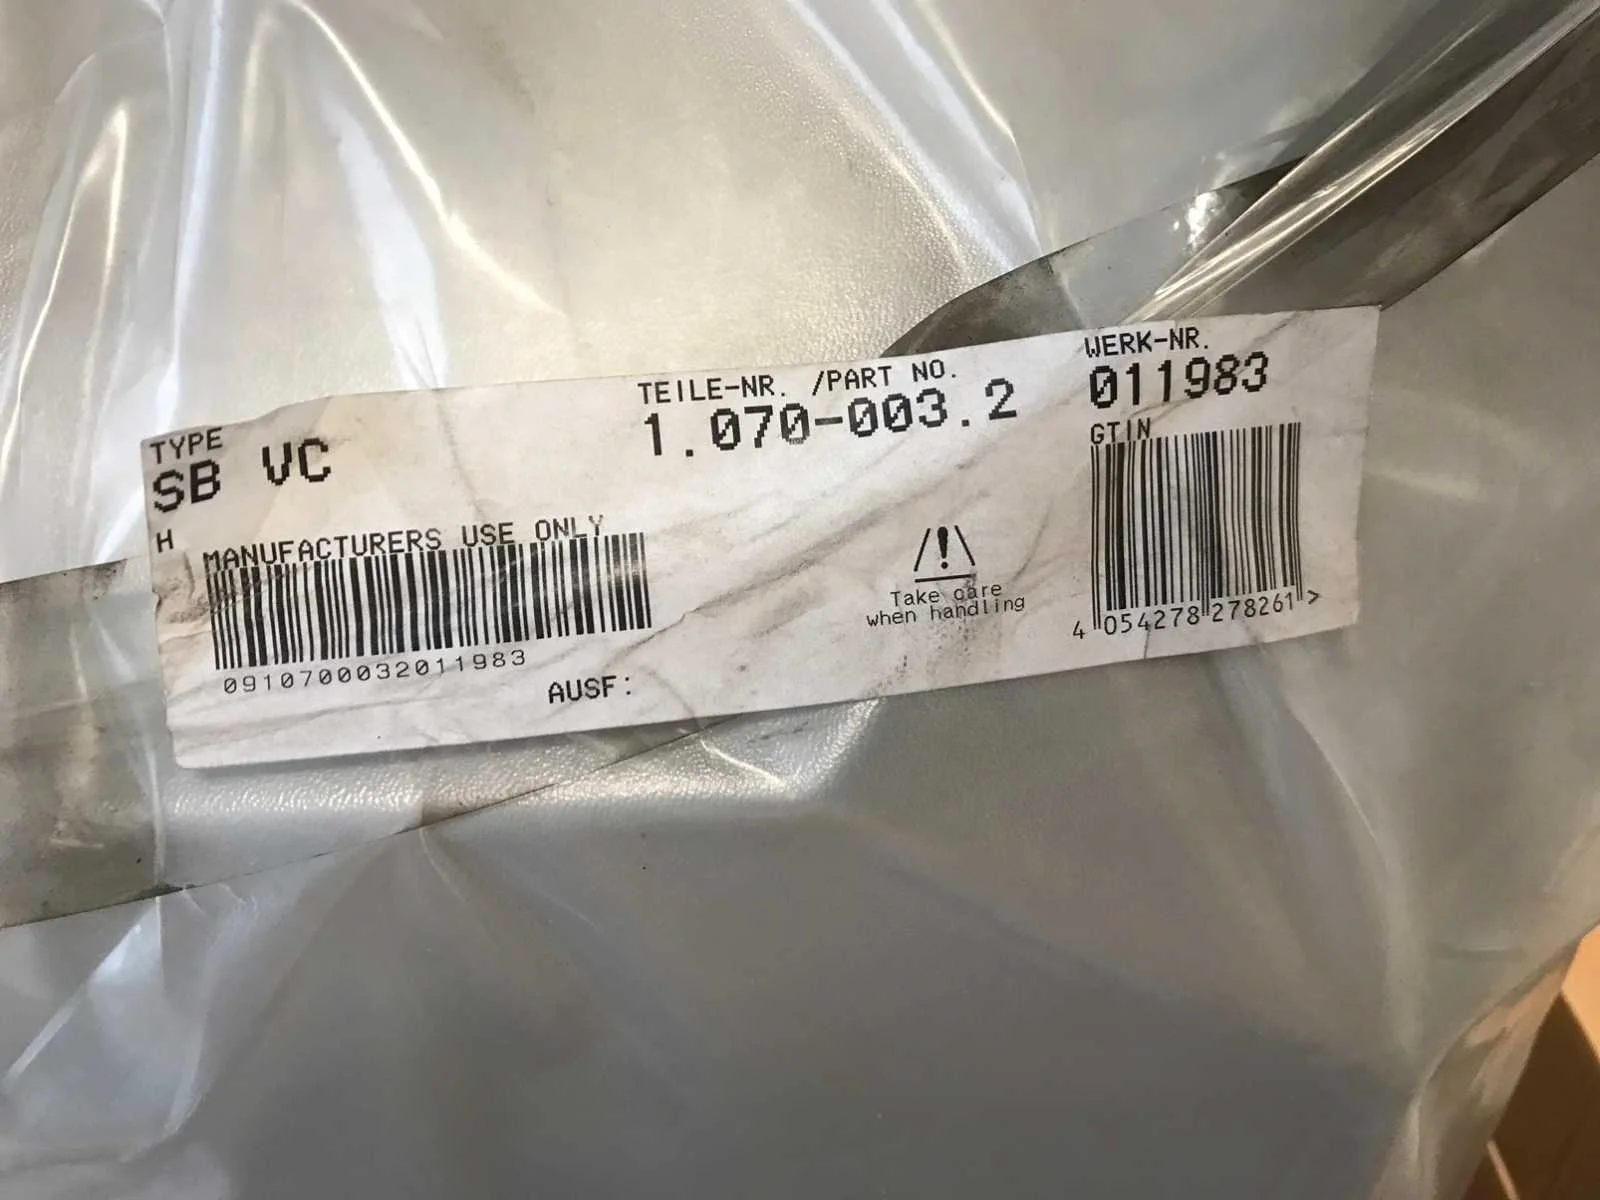 TYPE
SB VC
TEILE-NR. /PART NO.
1.070-003.2
WERK-NR.
011983
GTIN
H
MANUFACTURERS USE ONLY
0910700032011983
AUSF:
Take care
when handling
4 054278 278261 >